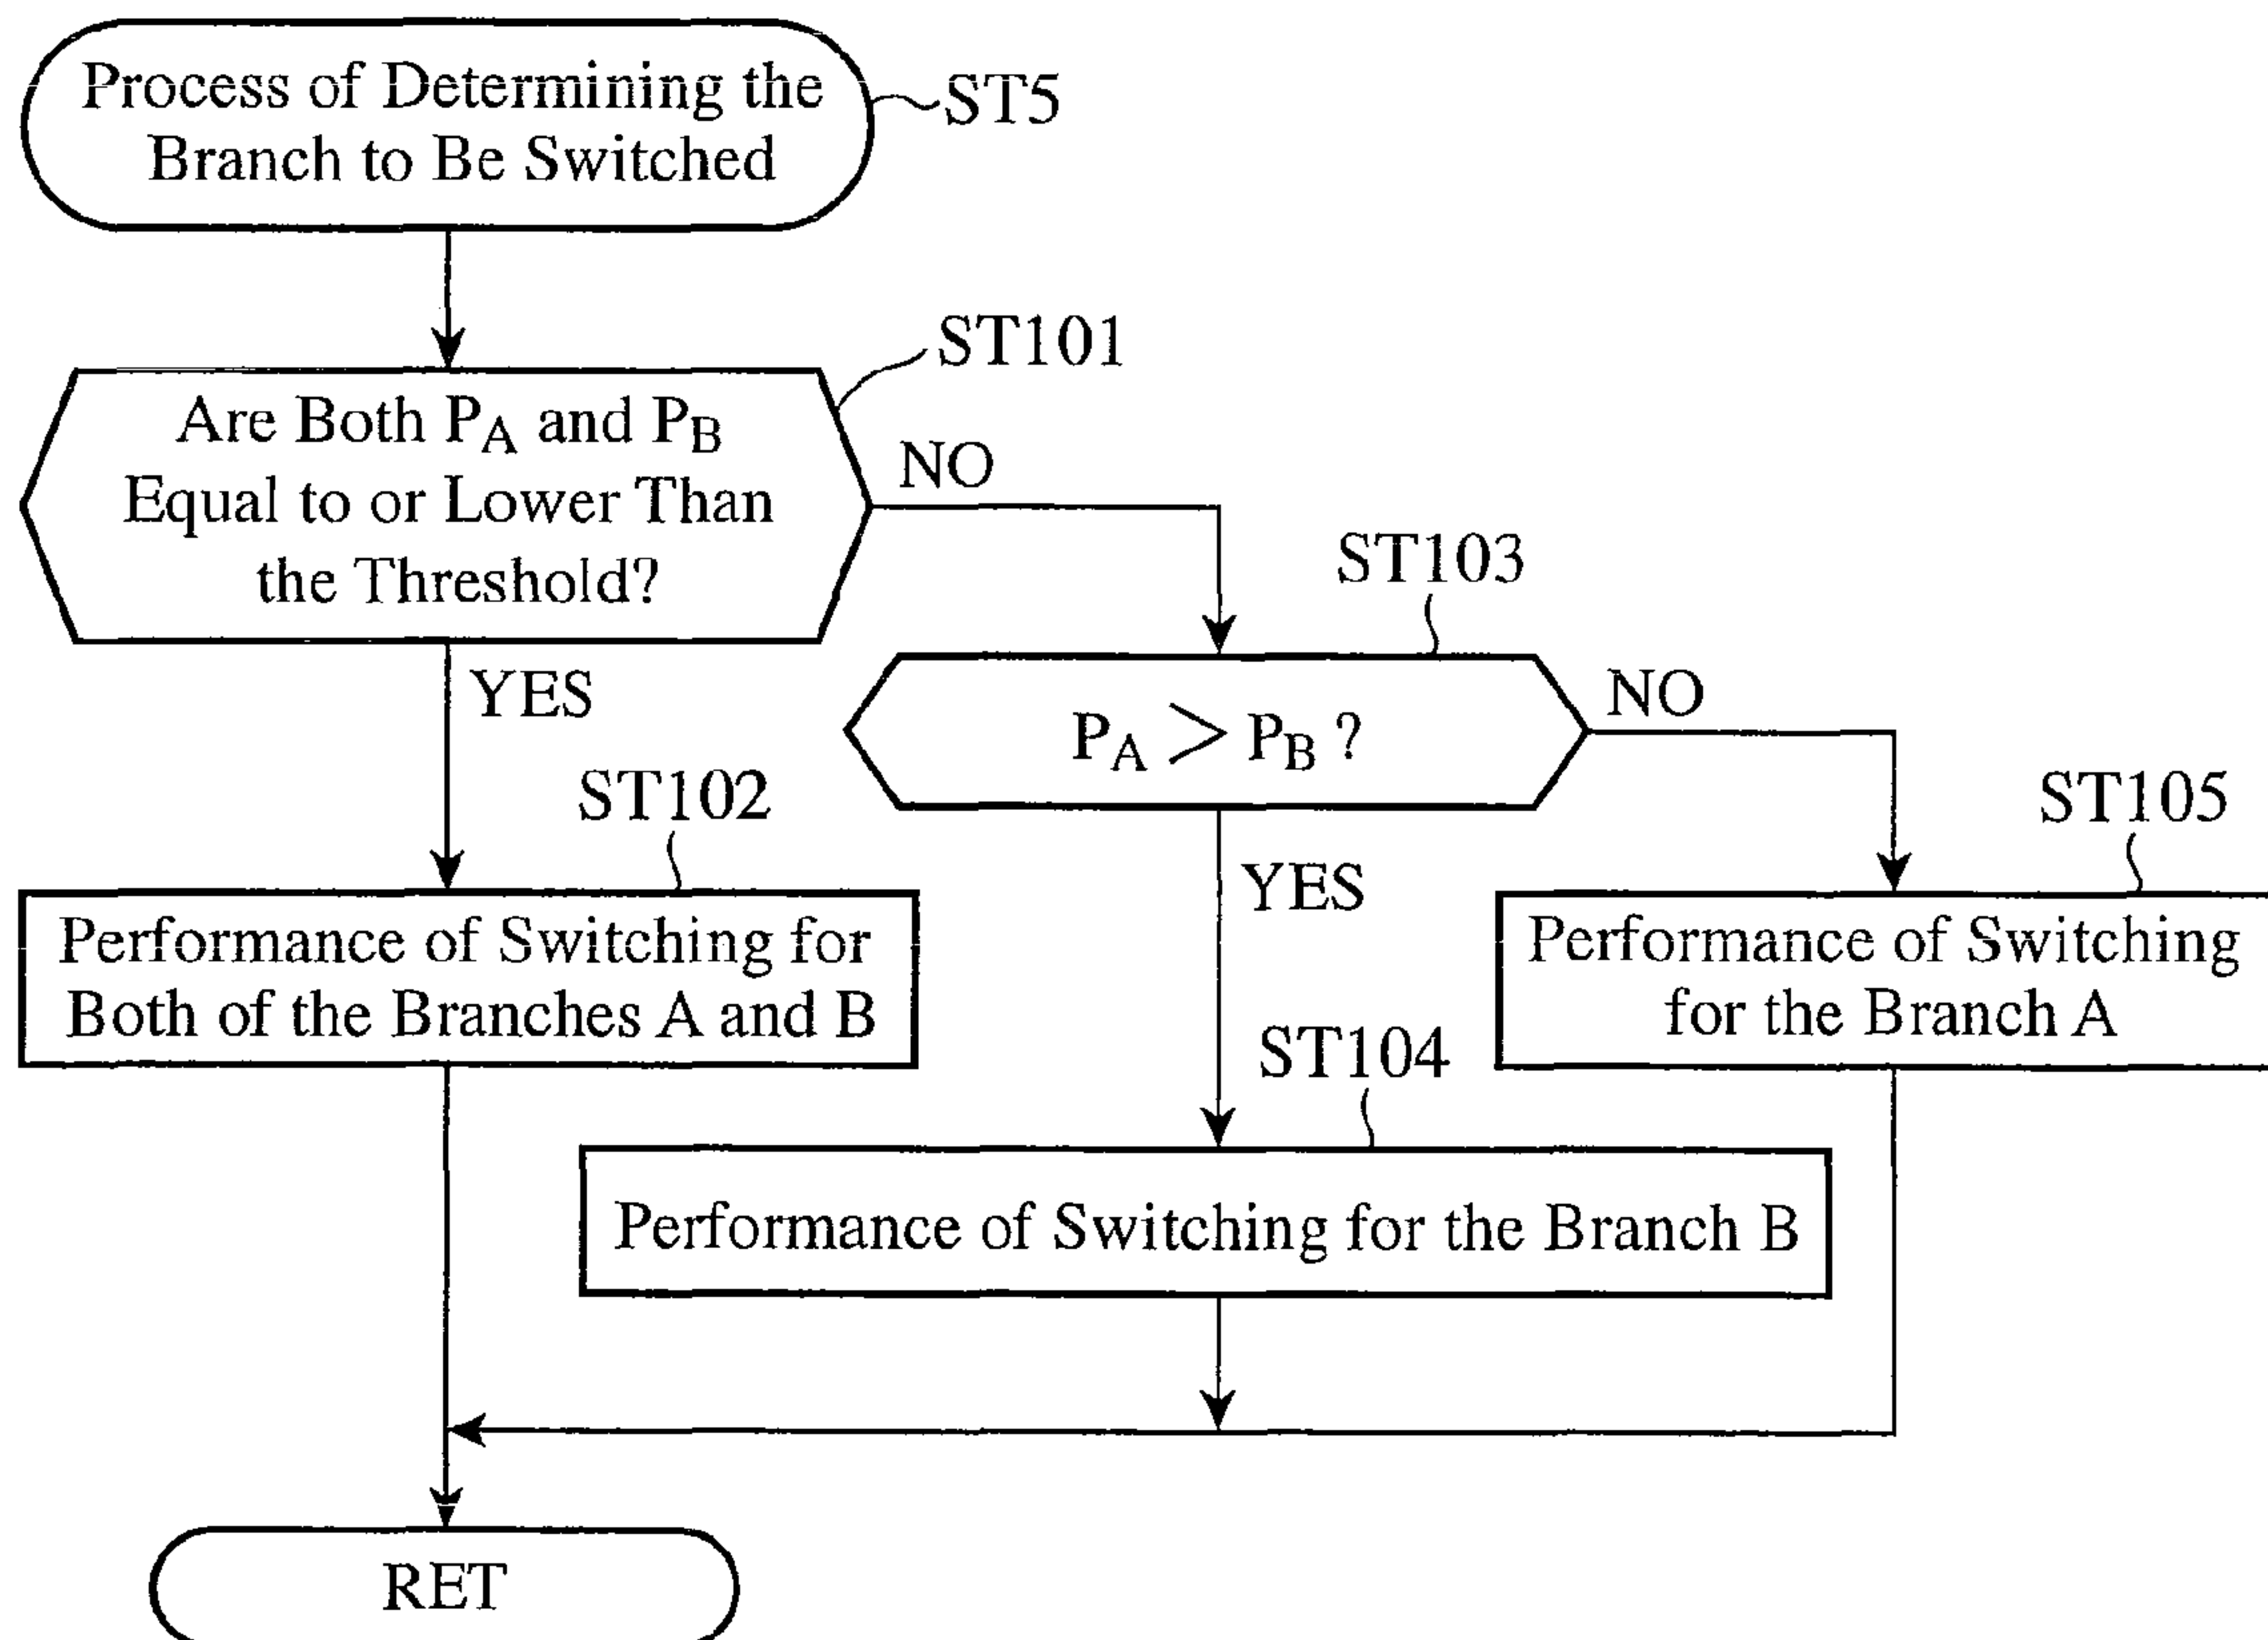 Process of Determining the
Branch to Be Switched
ST5
ST101
Are Both PA and PB
Equal to or Lower Than
the Threshold?
NO
YES
ST103
PA > PB ?
NO
YES
ST102
Performance of Switching for
Both of the Branches A and B
ST105
Performance of Switching
for the Branch A
ST104
Performance of Switching for the Branch B
RET